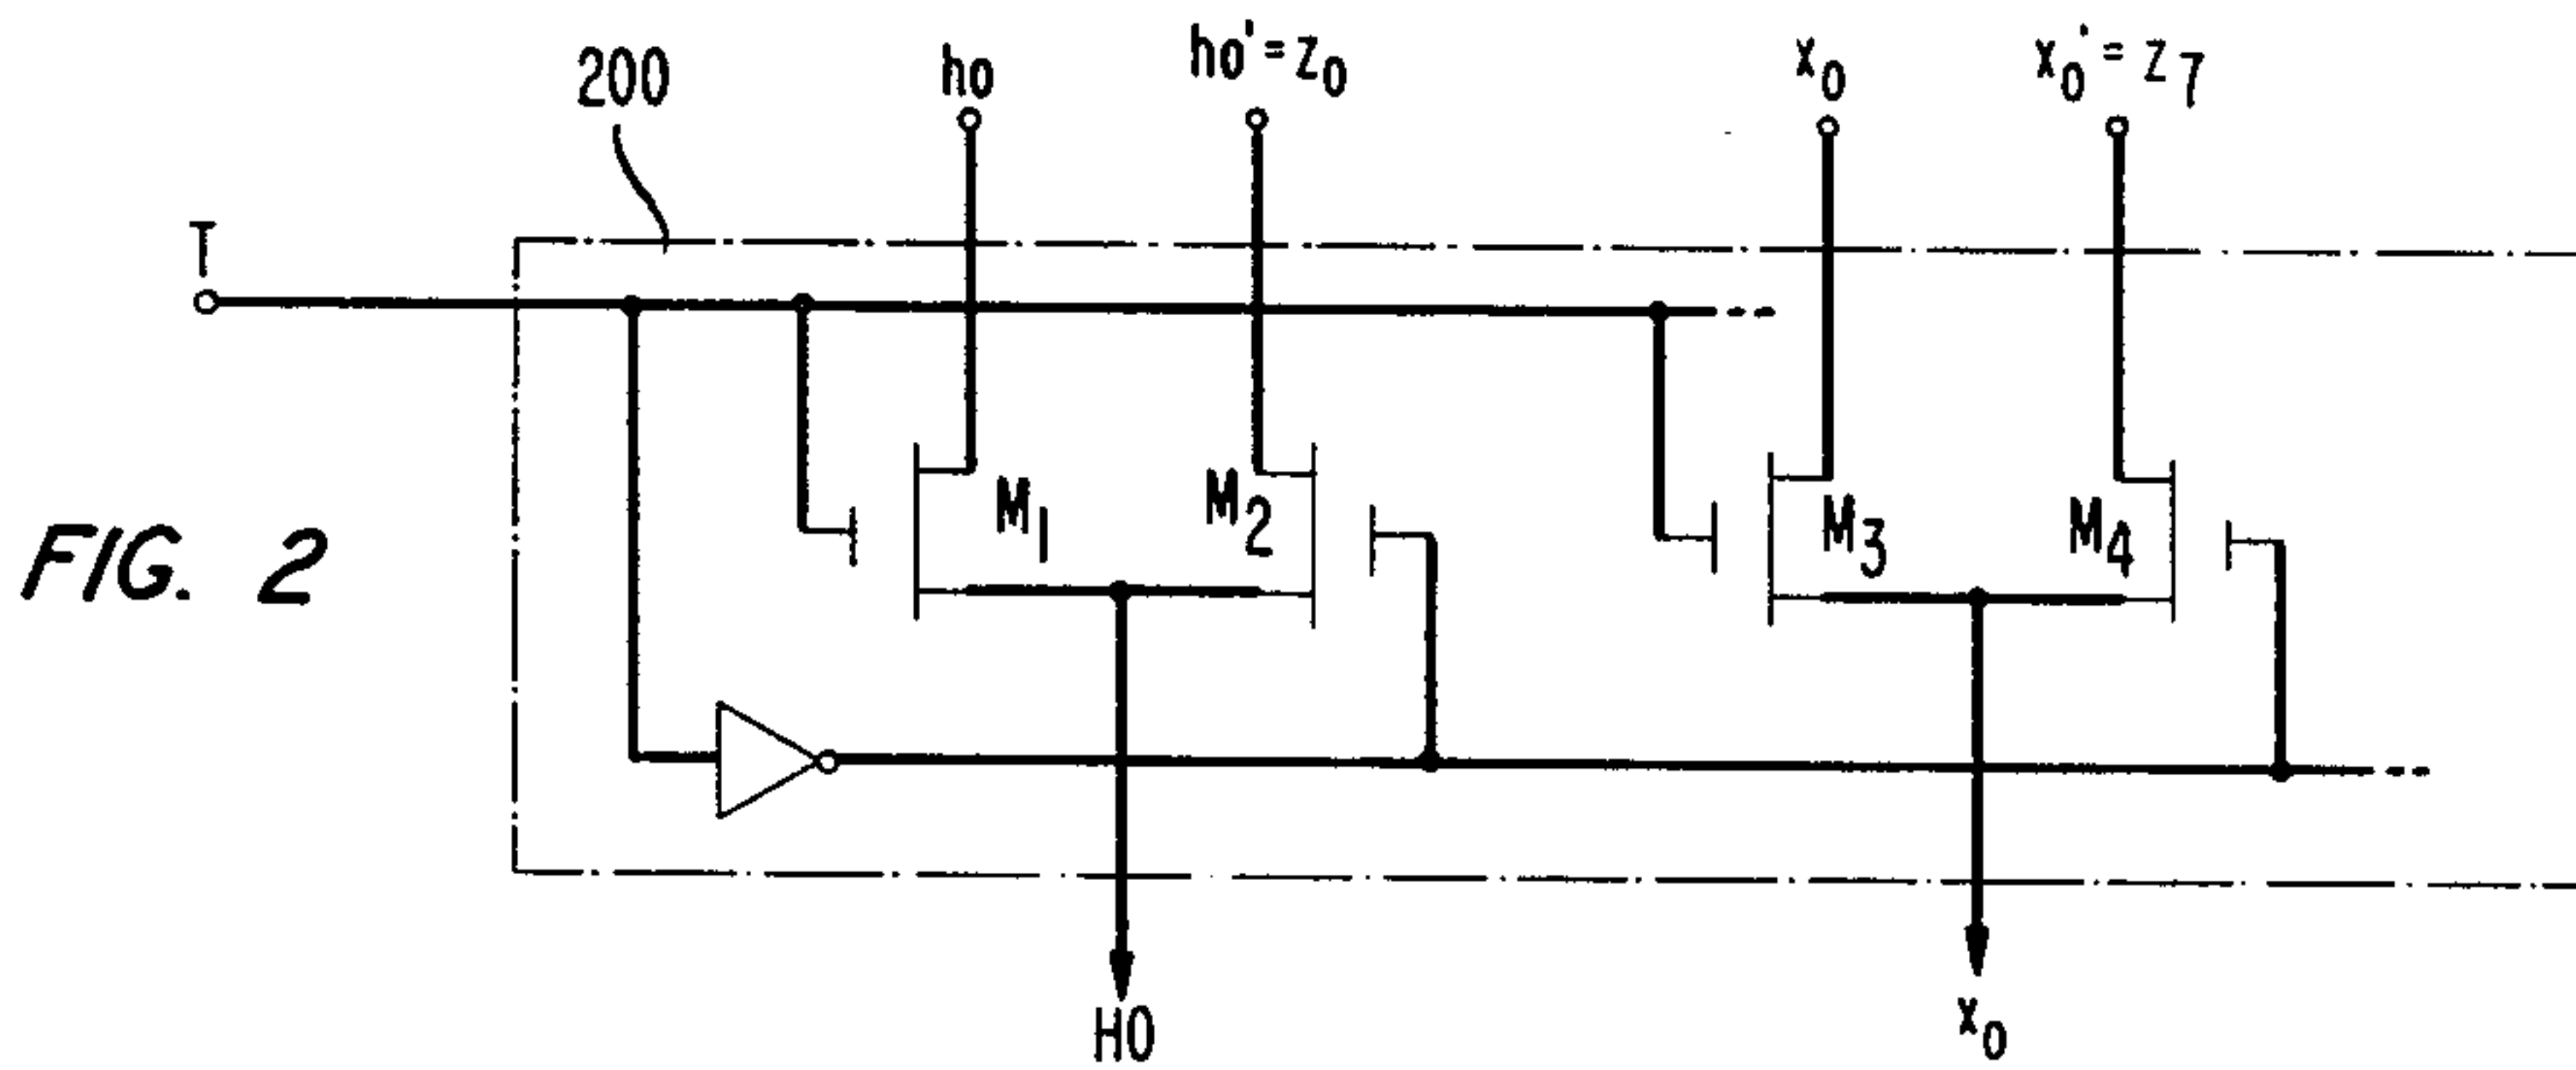 200
ho
ho' = z₀
x₀
x₀' = z₇
T
M₁
M₂
M₃
M₄
FIG. 2
HO
x₀